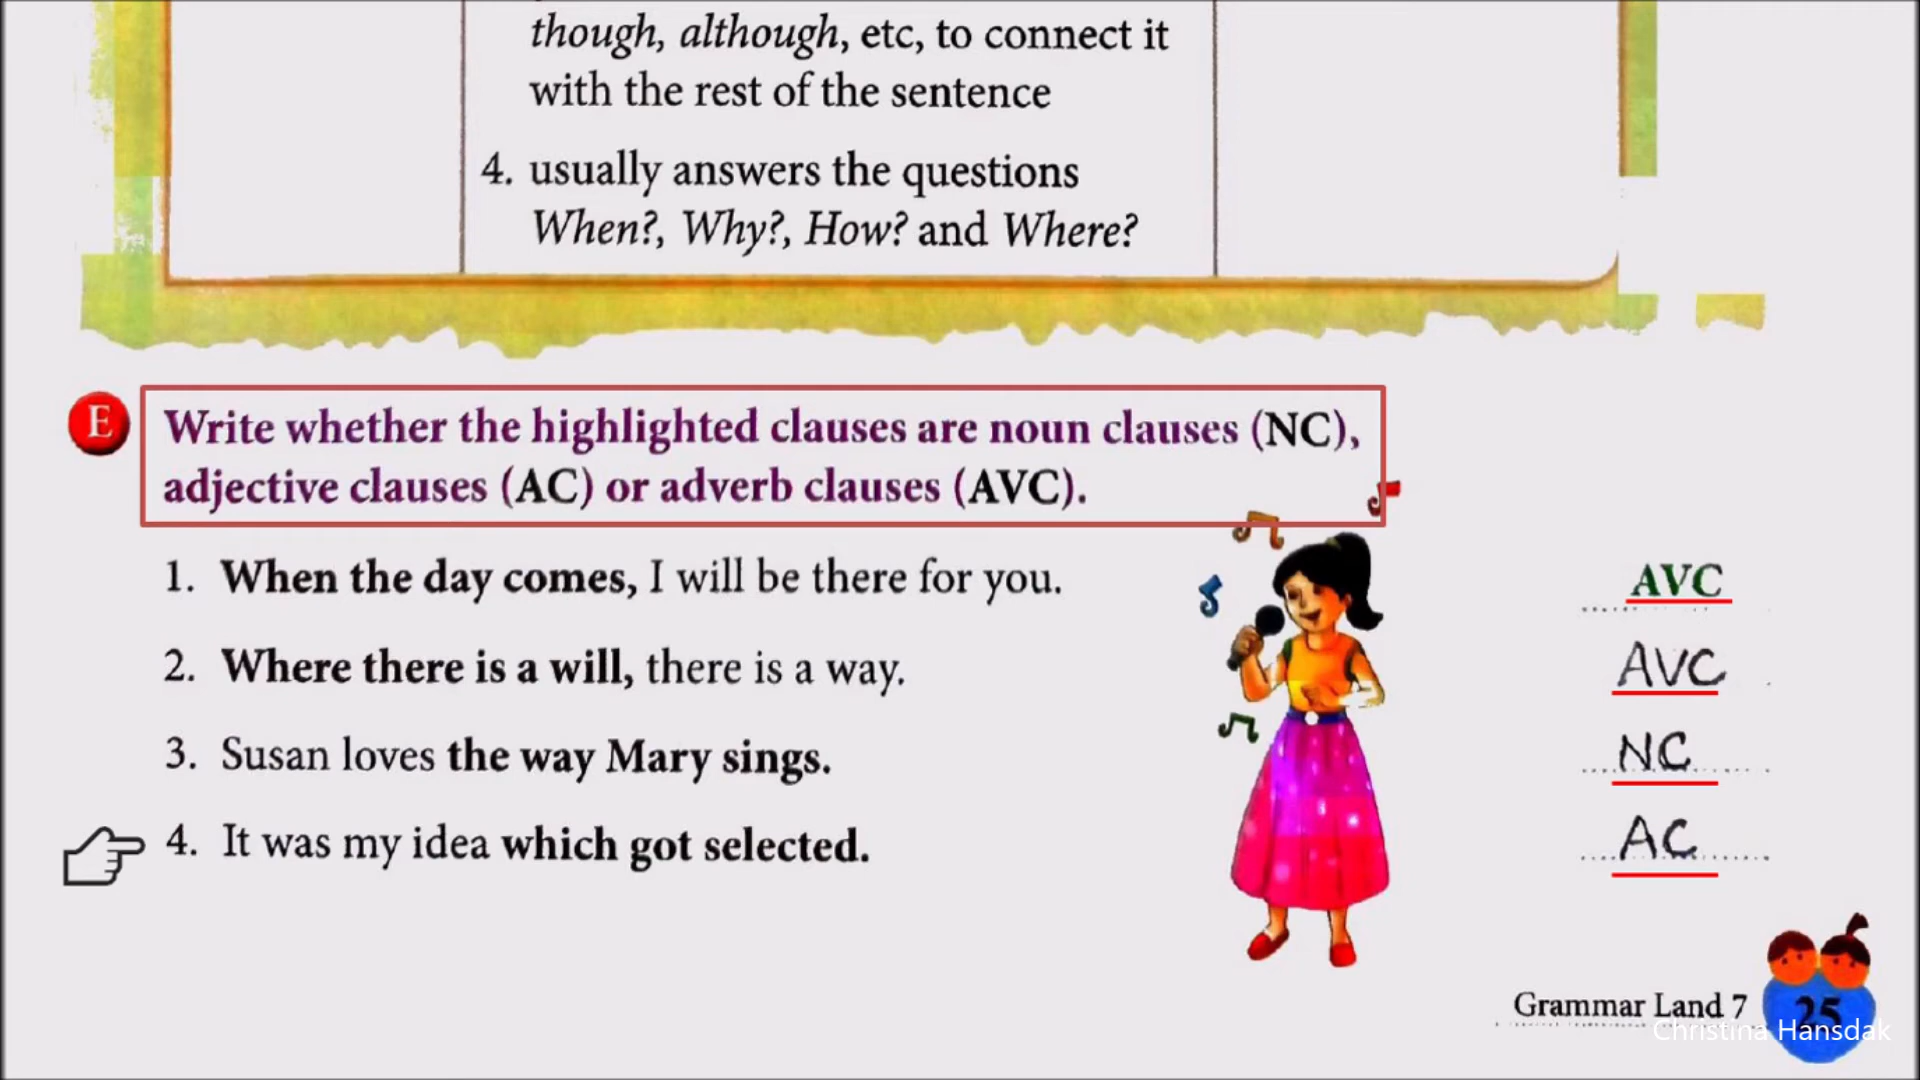 though, although, etc, to connect it
with the rest of the sentence
4. usually answers the questions
When?, Why?, How? and Where?
E Write whether the highlighted clauses are noun clauses (NC),
adjective clauses (AC) or adverb clauses (AVC).
1. When the day comes, I will be there for you. AVC
2. Where there is a will, there is a way. AVC
3. Susan loves the way Mary sings. NC
4. It was my idea which got selected. AC
Grammar Land 7 25
Christina Hansdak